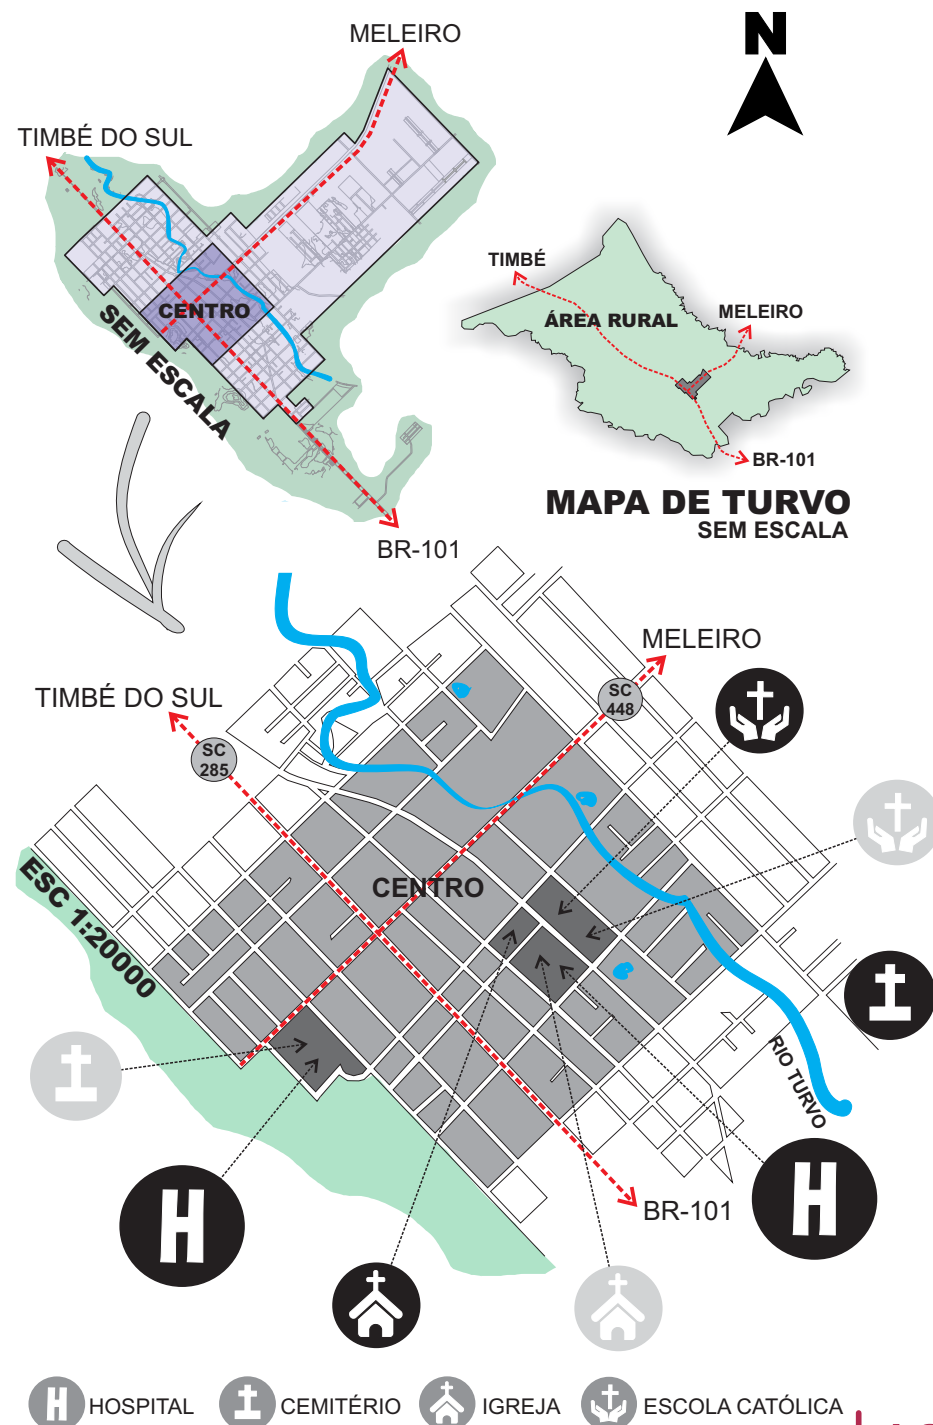 MELEIRO
N
TIMBÉ DO SUL
CENTRO
SEM ESCALA
BR-101
TIMBÉ
ÁREA RURAL
MELEIRO
BR-101
MAPA DE TURVO
SEM ESCALA
MELEIRO
TIMBÉ DO SUL
SC
448
SC
285
CENTRO
ESC 1:20000
RIO TURVO
H
BR-101
H
H HOSPITAL
CEMITÉRIO
IGREJA
ESCOLA CATÓLICA